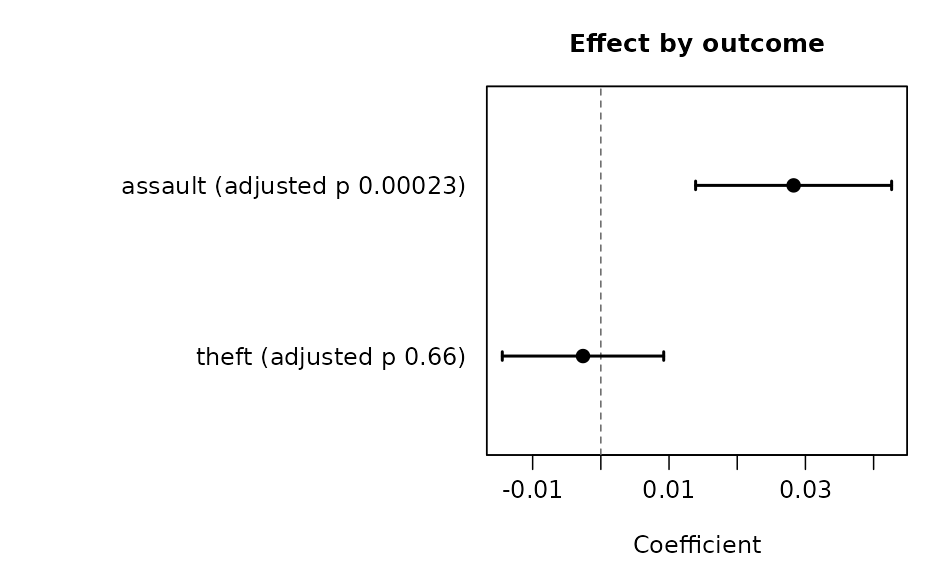 Effect by outcome
assault (adjusted p 0.00023)
theft (adjusted p 0.66)
-0.01 0.01 0.03
Coefficient